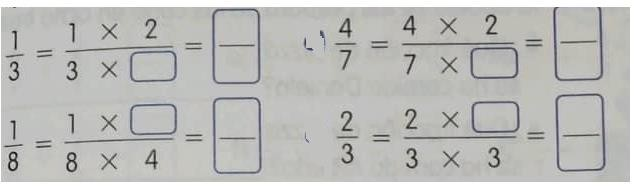 1/3 = 1 × 2 / 3 × □ = □/□
4/7 = 4 × 2 / 7 × □ = □/□
1/8 = 1 × □ / 8 × 4 = □/□
2/3 = 2 × □ / 3 × 3 = □/□